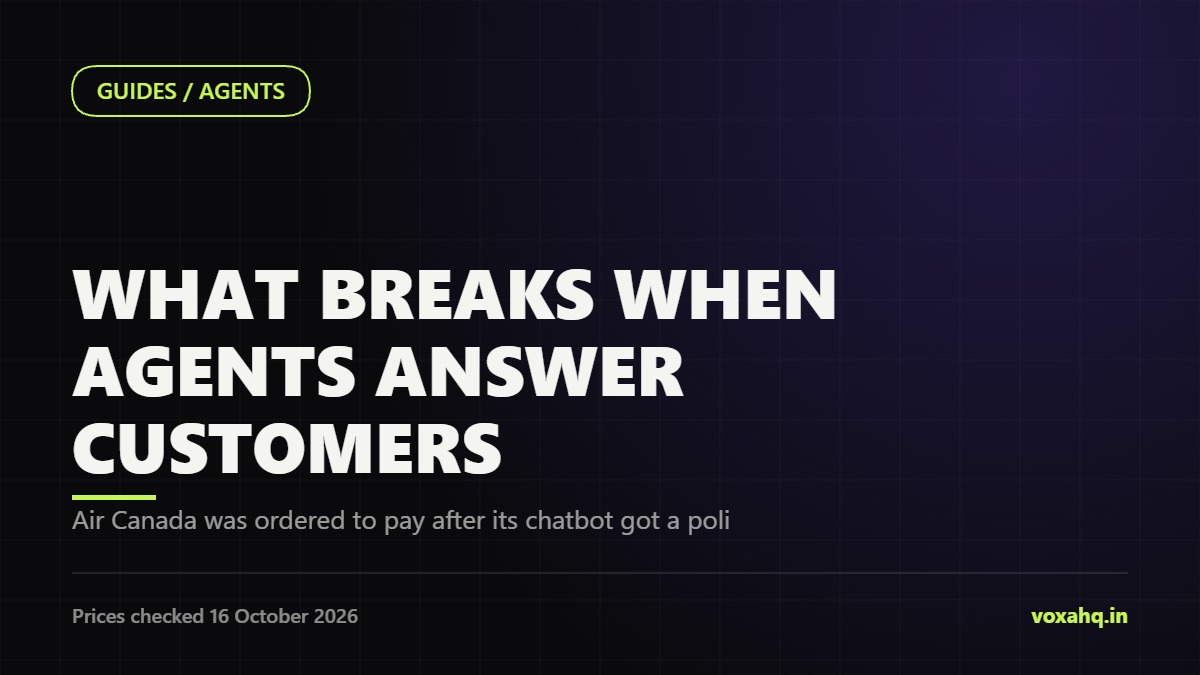 GUIDES / AGENTS
WHAT BREAKS WHEN
AGENTS ANSWER
CUSTOMERS
Air Canada was ordered to pay after its chatbot got a poli
Prices checked 16 October 2026
voxahq.in